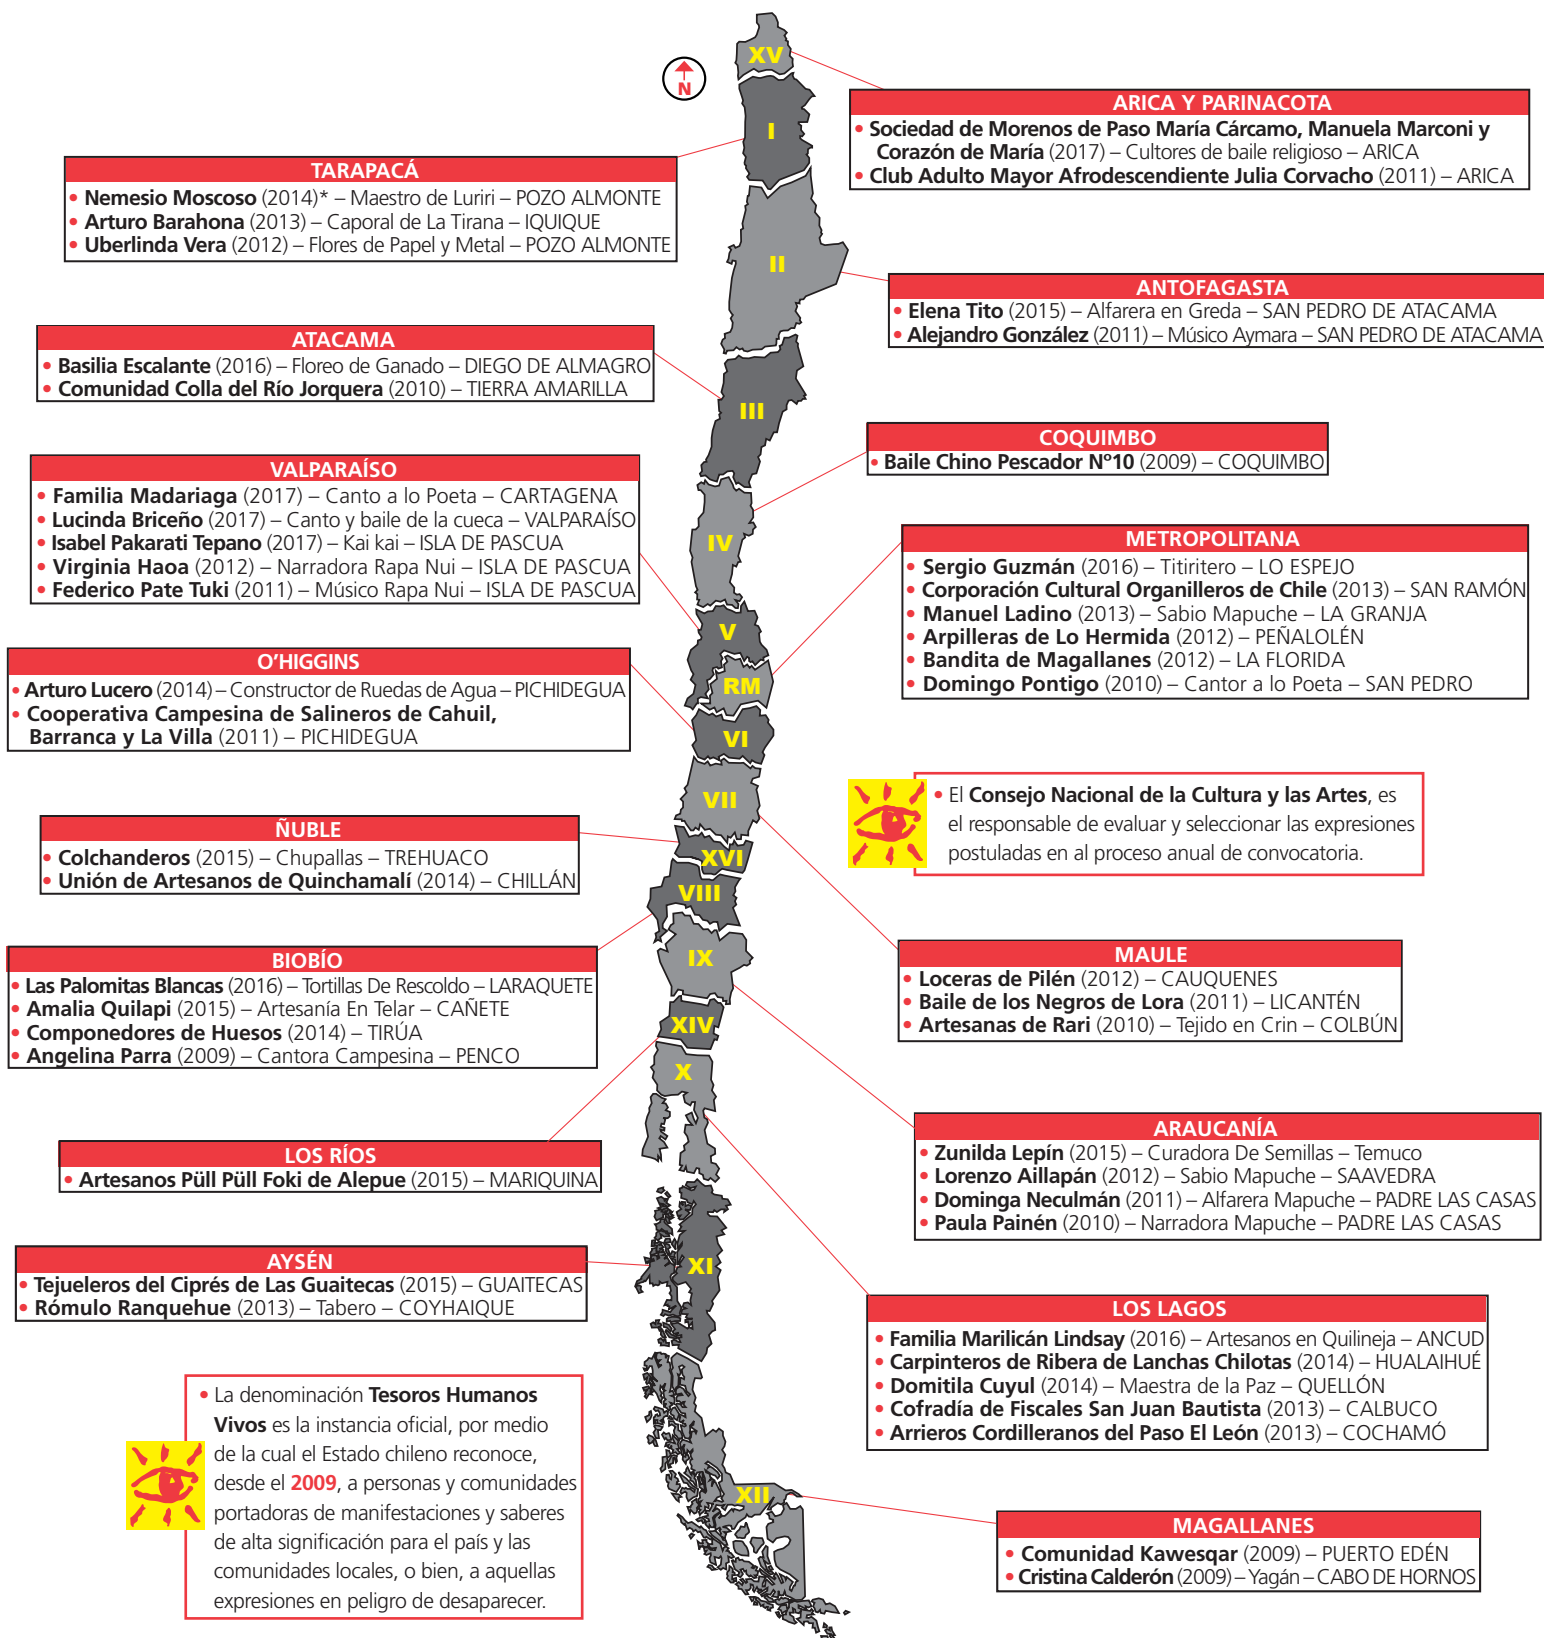 XV
I
II
III
IV
V
RM
VI
VII
XVI
VIII
IX
XIV
X
XI
XII
N
ARICA Y PARINACOTA
• Sociedad de Morenos de Paso María Cárcamo, Manuela Marconi y
Corazón de María (2017) – Cultores de baile religioso – ARICA
• Club Adulto Mayor Afrodescendiente Julia Corvacho (2011) – ARICA
TARAPACÁ
• Nemesio Moscoso (2014)* – Maestro de Luriri – POZO ALMONTE
• Arturo Barahona (2013) – Caporal de La Tirana – IQUIQUE
• Uberlinda Vera (2012) – Flores de Papel y Metal – POZO ALMONTE
ANTOFAGASTA
• Elena Tito (2015) – Alfarera en Greda – SAN PEDRO DE ATACAMA
• Alejandro González (2011) – Músico Aymara – SAN PEDRO DE ATACAMA
ATACAMA
• Basilia Escalante (2016) – Floreo de Ganado – DIEGO DE ALMAGRO
• Comunidad Colla del Río Jorquera (2010) – TIERRA AMARILLA
COQUIMBO
• Baile Chino Pescador Nº10 (2009) – COQUIMBO
VALPARAÍSO
• Familia Madariaga (2017) – Canto a lo Poeta – CARTAGENA
• Lucinda Briceño (2017) – Canto y baile de la cueca – VALPARAÍSO
• Isabel Pakarati Tepano (2017) – Kai kai – ISLA DE PASCUA
• Virginia Haoa (2012) – Narradora Rapa Nui – ISLA DE PASCUA
• Federico Pate Tuki (2011) – Músico Rapa Nui – ISLA DE PASCUA
METROPOLITANA
• Sergio Guzmán (2016) – Titiritero – LO ESPEJO
• Corporación Cultural Organilleros de Chile (2013) – SAN RAMÓN
• Manuel Ladino (2013) – Sabio Mapuche – LA GRANJA
• Arpilleras de Lo Hermida (2012) – PEÑALOLÉN
• Bandita de Magallanes (2012) – LA FLORIDA
• Domingo Pontigo (2010) – Cantor a lo Poeta – SAN PEDRO
O'HIGGINS
• Arturo Lucero (2014) – Constructor de Ruedas de Agua – PICHIDEGUA
• Cooperativa Campesina de Salineros de Cahuil,
Barranca y La Villa (2011) – PICHIDEGUA
• El Consejo Nacional de la Cultura y las Artes, es
el responsable de evaluar y seleccionar las expresiones
postuladas en al proceso anual de convocatoria.
ÑUBLE
• Colchanderos (2015) – Chupallas – TREHUACO
• Unión de Artesanos de Quinchamalí (2014) – CHILLÁN
BIOBÍO
• Las Palomitas Blancas (2016) – Tortillas De Rescoldo – LARAQUETE
• Amalia Quilapi (2015) – Artesanía En Telar – CAÑETE
• Componedores de Huesos (2014) – TIRÚA
• Angelina Parra (2009) – Cantora Campesina – PENCO
MAULE
• Loceras de Pilén (2012) – CAUQUENES
• Baile de los Negros de Lora (2011) – LICANTÉN
• Artesanas de Rari (2010) – Tejido en Crin – COLBÚN
LOS RÍOS
• Artesanos Püll Püll Foki de Alepue (2015) – MARIQUINA
ARAUCANÍA
• Zunilda Lepín (2015) – Curadora De Semillas – Temuco
• Lorenzo Aillapán (2012) – Sabio Mapuche – SAAVEDRA
• Dominga Neculmán (2011) – Alfarera Mapuche – PADRE LAS CASAS
• Paula Painén (2010) – Narradora Mapuche – PADRE LAS CASAS
AYSÉN
• Tejueleros del Ciprés de Las Guaitecas (2015) – GUAITECAS
• Rómulo Ranquehue (2013) – Tabero – COYHAIQUE
LOS LAGOS
• Familia Marilicán Lindsay (2016) – Artesanos en Quilineja – ANCUD
• Carpinteros de Ribera de Lanchas Chilotas (2014) – HUALAIHUÉ
• Domitila Cuyul (2014) – Maestra de la Paz – QUELLÓN
• Cofradía de Fiscales San Juan Bautista (2013) – CALBUCO
• Arrieros Cordilleranos del Paso El León (2013) – COCHAMÓ
• La denominación Tesoros Humanos
Vivos es la instancia oficial, por medio
de la cual el Estado chileno reconoce,
desde el 2009, a personas y comunidades
portadoras de manifestaciones y saberes
de alta significación para el país y las
comunidades locales, o bien, a aquellas
expresiones en peligro de desaparecer.
MAGALLANES
• Comunidad Kawesqar (2009) – PUERTO EDÉN
• Cristina Calderón (2009) – Yagán – CABO DE HORNOS